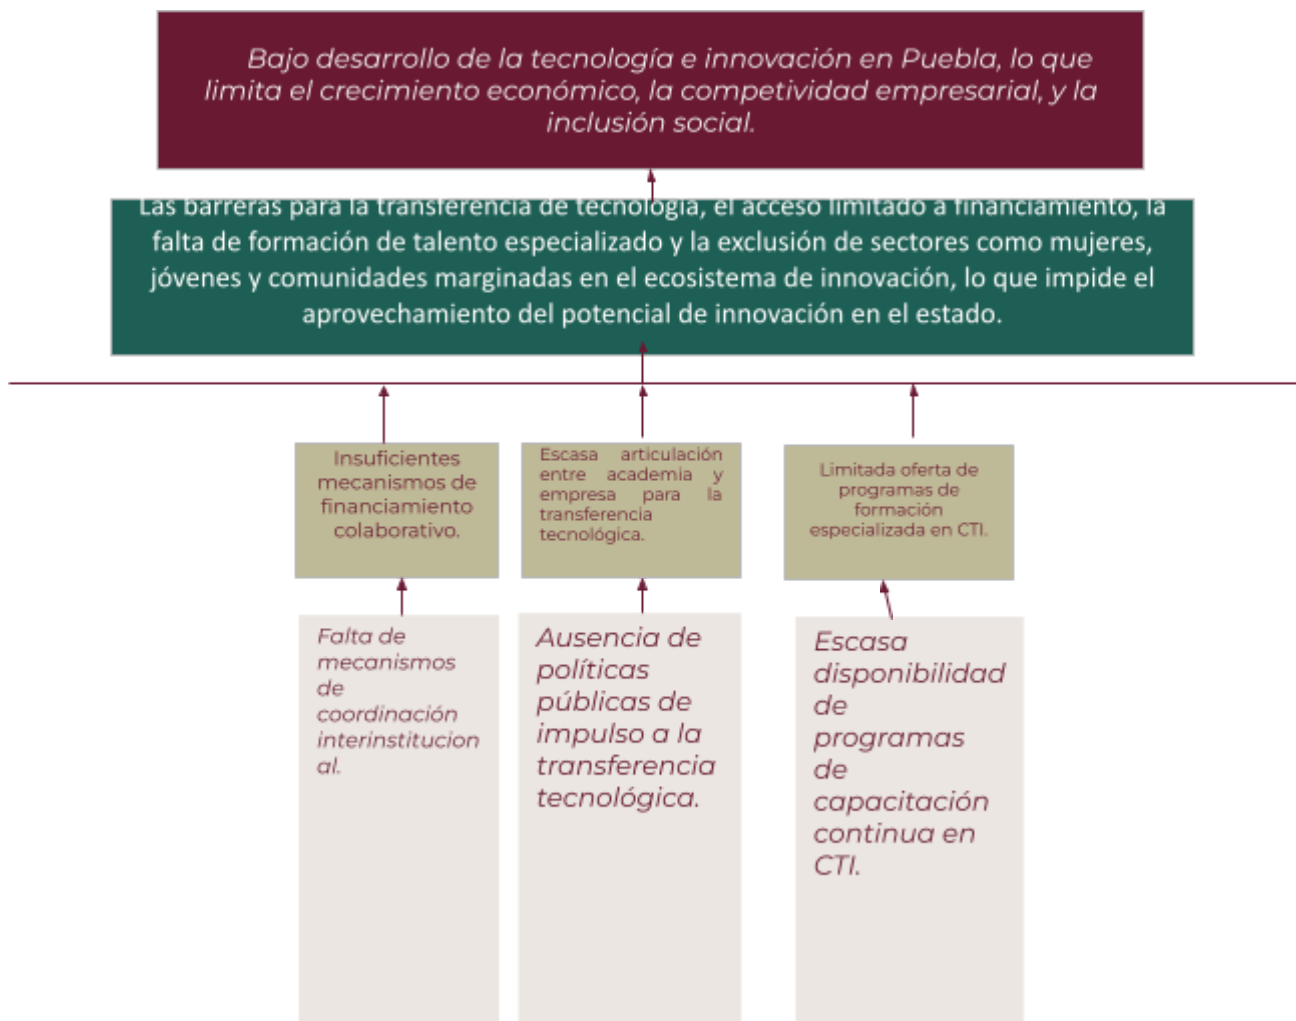 Bajo desarrollo de la tecnología e innovación en Puebla, lo que
limita el crecimiento económico, la competividad empresarial, y la
inclusión social.
Las barreras para la transferencia de tecnología, el acceso limitado a financiamiento, la
falta de formación de talento especializado y la exclusión de sectores como mujeres,
jóvenes y comunidades marginadas en el ecosistema de innovación, lo que impide el
aprovechamiento del potencial de innovación en el estado.
Insuficientes
mecanismos de
financiamiento
colaborativo.
Escasa articulación
entre academia y
empresa para la
transferencia
tecnológica.
Limitada oferta de
programas de
formación
especializada en CTI.
Falta de
mecanismos
de
coordinación
interinstitucion
al.
Ausencia de
políticas
públicas de
impulso a la
transferencia
tecnológica.
Escasa
disponibilidad
de
programas
de
capacitación
continua en
CTI.